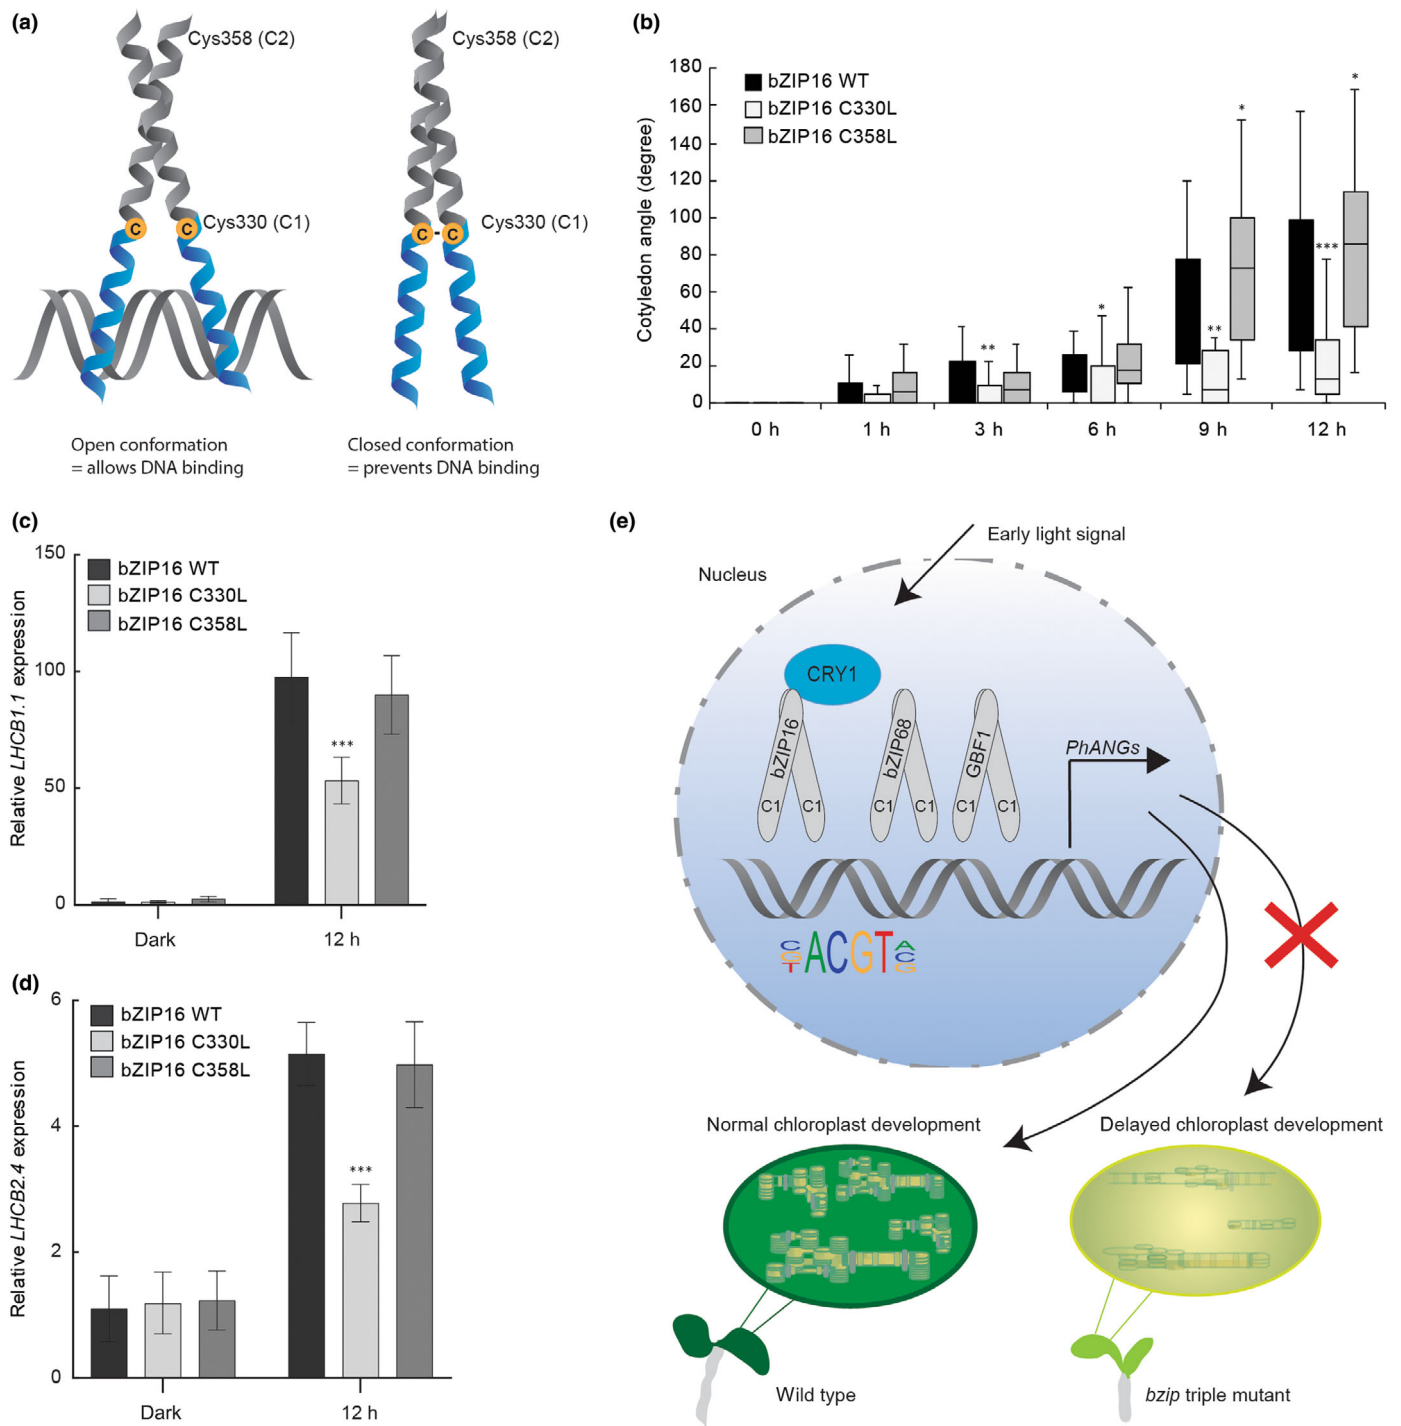 (a)
Cys358 (C2)
Cys358 (C2)
Cys330 (C1)
Cys330 (C1)
C
C
C - C
Open conformation
= allows DNA binding
Closed conformation
= prevents DNA binding
(b)
Cotyledon angle (degree)
180
160
140
120
100
80
60
40
20
0
bZIP16 WT
bZIP16 C330L
bZIP16 C358L
**
*
**
*
***
*
0 h
1 h
3 h
6 h
9 h
12 h
(c)
Relative LHCB1.1 expression
150
100
50
0
bZIP16 WT
bZIP16 C330L
bZIP16 C358L
***
Dark
12 h
(d)
Relative LHCB2.4 expression
6
4
2
0
bZIP16 WT
bZIP16 C330L
bZIP16 C358L
***
Dark
12 h
(e)
Early light signal
Nucleus
CRY1
bZIP16
bZIP68
GBF1
C1
C1
C1
C1
C1
C1
PhANGs
C
G
T
ACGT
A
C
G
Normal chloroplast development
Delayed chloroplast development
Wild type
bzip triple mutant